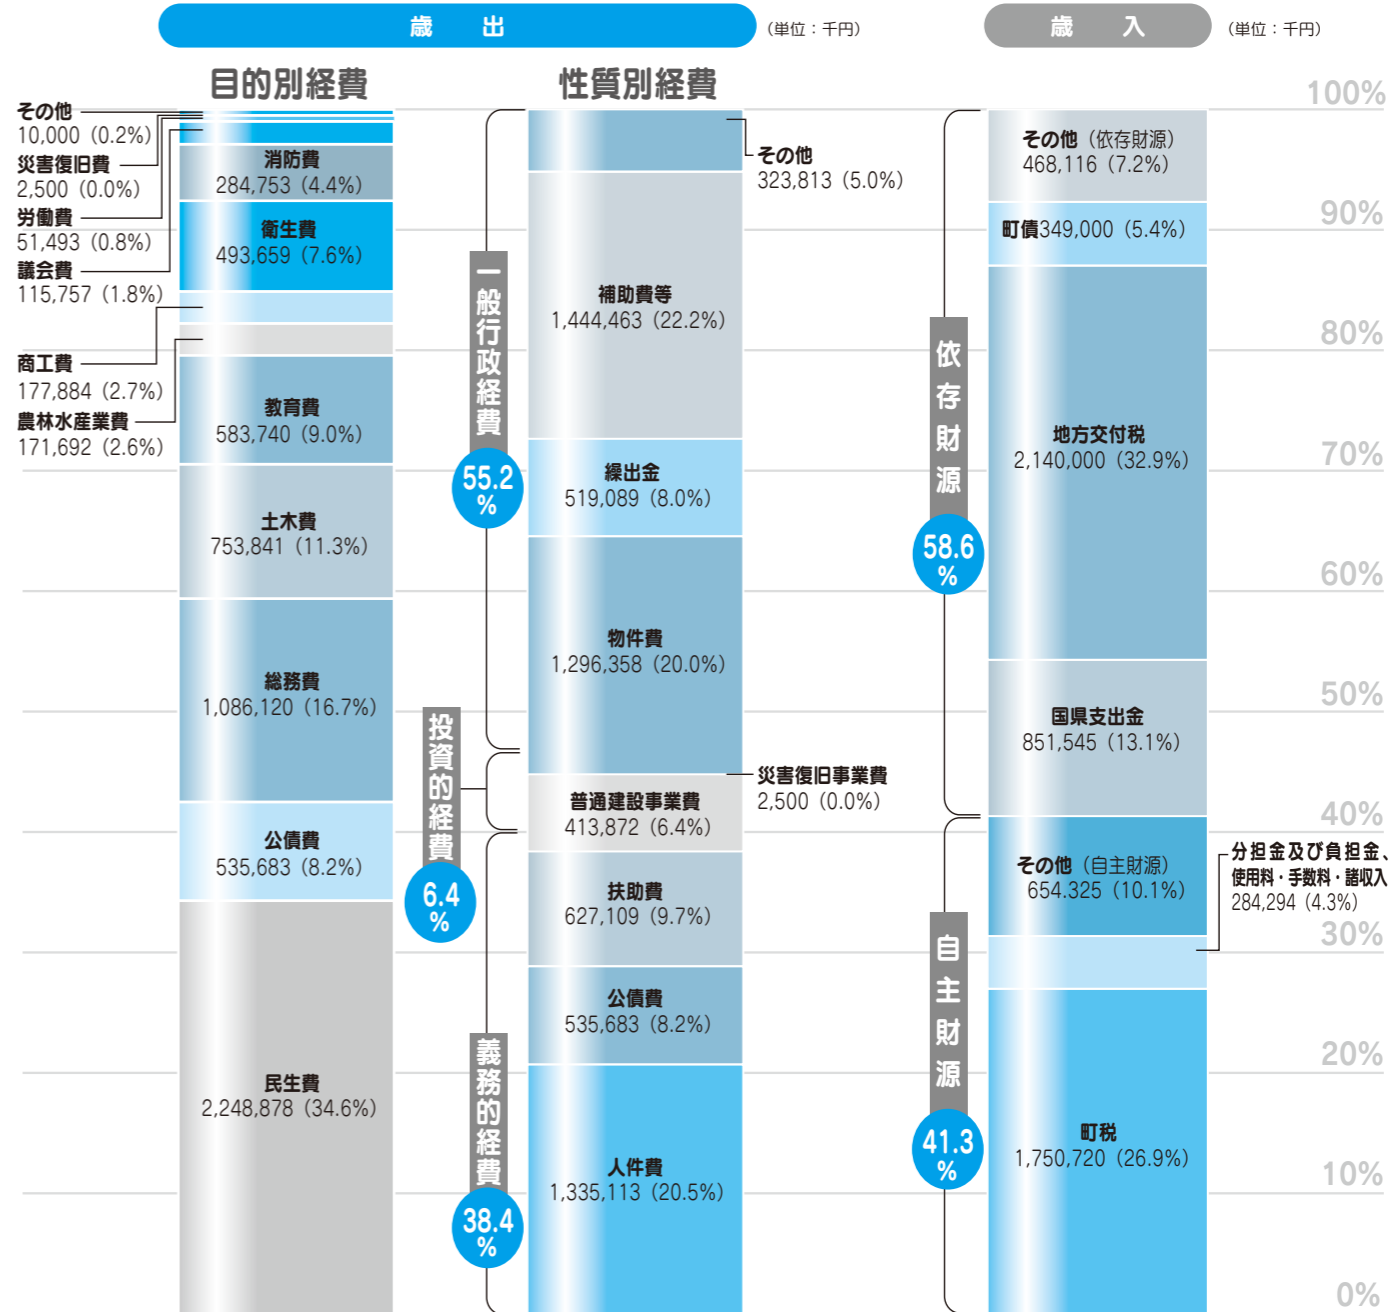 歳出
(単位：千円)
歳入
(単位：千円)
目的別経費
その他
10,000 (0.2%)
災害復旧費
2,500 (0.0%)
労働費
51,493 (0.8%)
議会費
115,757 (1.8%)
商工費
177,884 (2.7%)
農林水産業費
171,692 (2.6%)
消防費
284,753 (4.4%)
衛生費
493,659 (7.6%)
教育費
583,740 (9.0%)
土木費
753,841 (11.3%)
総務費
1,086,120 (16.7%)
公債費
535,683 (8.2%)
民生費
2,248,878 (34.6%)
性質別経費
一般行政経費
55.2
%
投資的経費
6.4
%
義務的経費
38.4
%
その他
323,813 (5.0%)
補助費等
1,444,463 (22.2%)
繰出金
519,089 (8.0%)
物件費
1,296,358 (20.0%)
災害復旧事業費
2,500 (0.0%)
普通建設事業費
413,872 (6.4%)
扶助費
627,109 (9.7%)
公債費
535,683 (8.2%)
人件費
1,335,113 (20.5%)
依存財源
58.6
%
自主財源
41.3
%
その他（依存財源）
468,116 (7.2%)
町債349,000 (5.4%)
地方交付税
2,140,000 (32.9%)
国県支出金
851,545 (13.1%)
その他（自主財源）
654.325 (10.1%)
分担金及び負担金、
使用料・手数料・諸収入
284,294 (4.3%)
町税
1,750,720 (26.9%)
100%
90%
80%
70%
60%
50%
40%
30%
20%
10%
0%